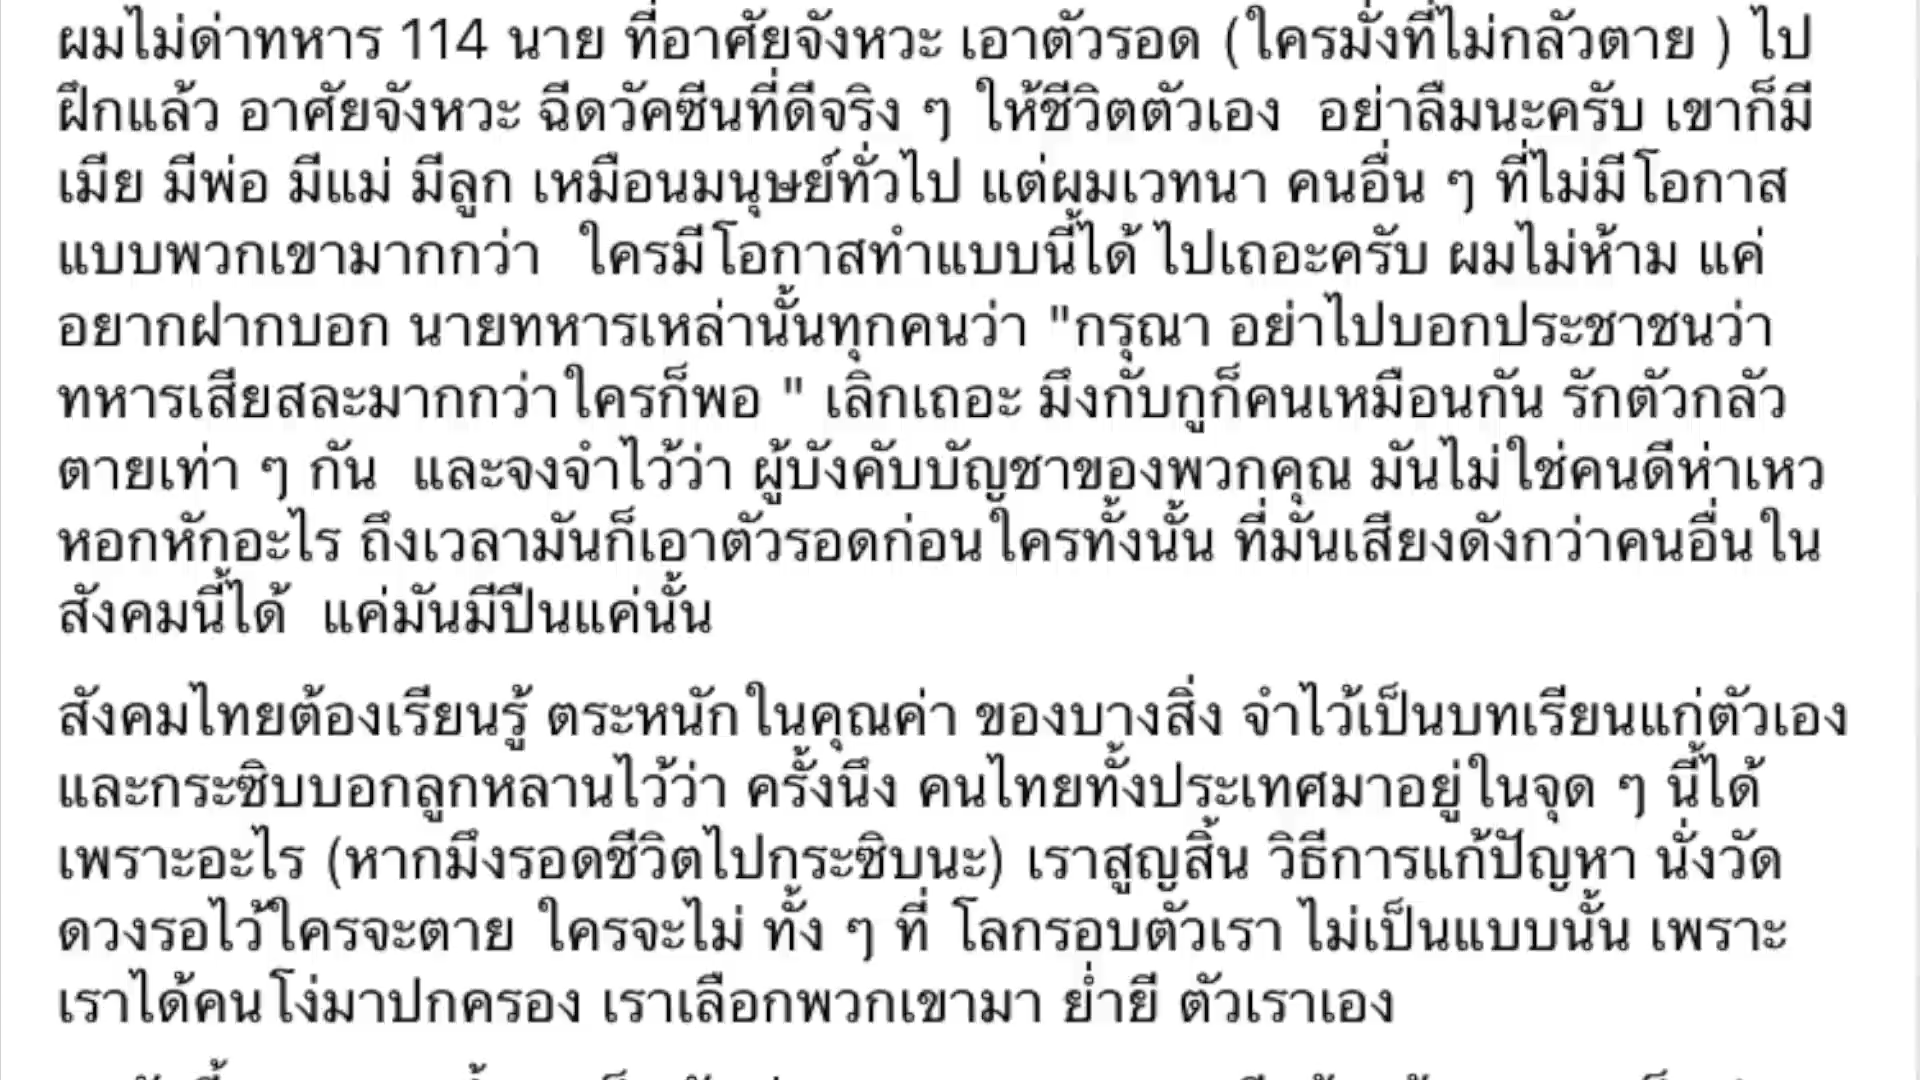 ผมไม่ด่าทหาร 114 นาย ที่อาศัยจังหวะ เอาตัวรอด (ใครมั่งที่ไม่กลัวตาย ) ไป
ฝึกแล้ว อาศัยจังหวะ ฉีดวัคซีนที่ดีจริง ๆ ให้ชีวิตตัวเอง อย่าลืมนะครับ เขาก็มี
เมีย มีพ่อ มีแม่ มีลูก เหมือนมนุษย์ทั่วไป แต่ผมเวทนา คนอื่น ๆ ที่ไม่มีโอกาส
แบบพวกเขามากกว่า ใครมีโอกาสทำแบบนี้ได้ ไปเถอะครับ ผมไม่ห้าม แค่
อยากฝากบอก นายทหารเหล่านั้นทุกคนว่า "กรุณา อย่าไปบอกประชาชนว่า
ทหารเสียสละมากกว่าใครก็พอ " เลิกเถอะ มึงกับกูก็คนเหมือนกัน รักตัวกลัว
ตายเท่า ๆ กัน และจงจำไว้ว่า ผู้บังคับบัญชาของพวกคุณ มันไม่ใช่คนดีห่าเหว
หอกหักอะไร ถึงเวลามันก็เอาตัวรอดก่อนใครทั้งนั้น ที่มันเสียงดังกว่าคนอื่นใน
สังคมนี้ได้ แค่มันมีปืนแค่นั้น
สังคมไทยต้องเรียนรู้ ตระหนักในคุณค่า ของบางสิ่ง จำไว้เป็นบทเรียนแก่ตัวเอง
และกระซิบบอกลูกหลานไว้ว่า ครั้งนึง คนไทยทั้งประเทศมาอยู่ในจุด ๆ นี้ได้
เพราะอะไร (หากมึงรอดชีวิตไปกระซิบนะ) เราสูญสิ้น วิธีการแก้ปัญหา นั่งวัด
ดวงรอไว้ใครจะตาย ใครจะไม่ ทั้ง ๆ ที่ โลกรอบตัวเรา ไม่เป็นแบบนั้น เพราะ
เราได้คนโง่มาปกครอง เราเลือกพวกเขามา ย่ำยี ตัวเราเอง